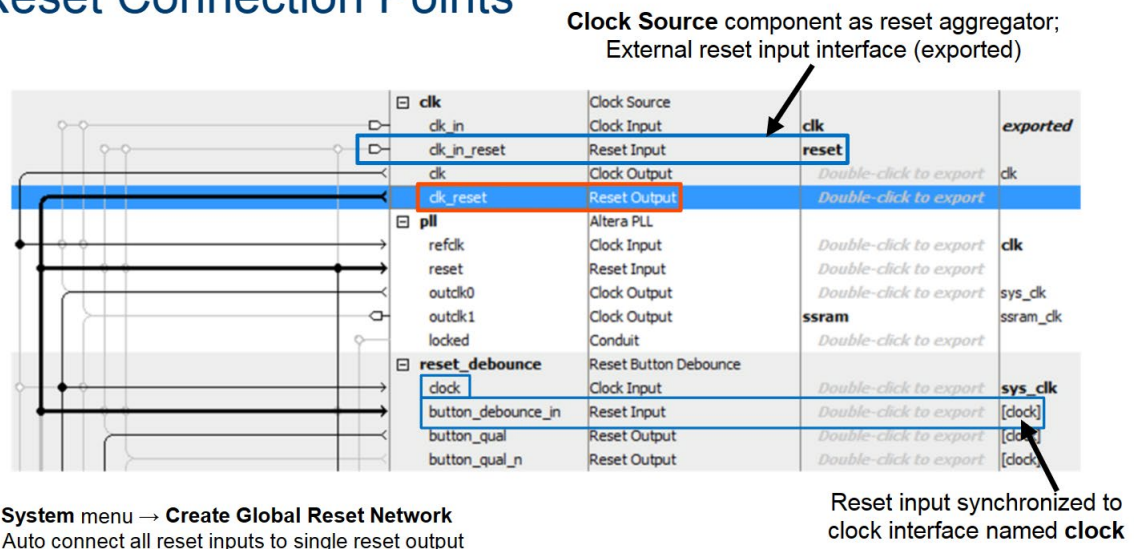 Reset Connection Points
Clock Source component as reset aggregator;
External reset input interface (exported)
clk Clock Source
clk_in Clock Input clk exported
clk_in_reset Reset Input reset
clk Clock Output Double-click to export clk
clk_reset Reset Output Double-click to export
pll Altera PLL
refclk Clock Input Double-click to export clk
reset Reset Input Double-click to export
outclk0 Clock Output Double-click to export sys_clk
outclk1 Clock Output ssram ssram_clk
locked Conduit Double-click to export
reset_debounce Reset Button Debounce
clock Clock Input Double-click to export sys_clk
button_debounce_in Reset Input Double-click to export [clock]
button_qual Reset Output Double-click to export [clock]
button_qual_n Reset Output Double-click to export [clock]
Reset input synchronized to
clock interface named clock
System menu → Create Global Reset Network
Auto connect all reset inputs to single reset output